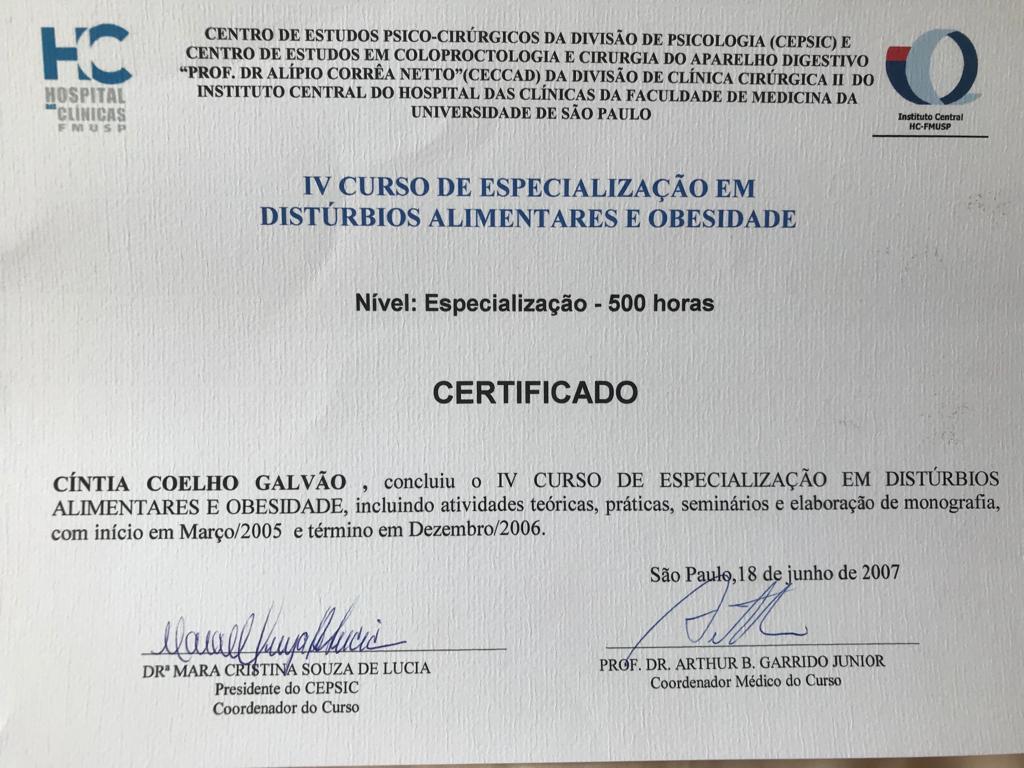 HC
HOSPITAL
DAS CLÍNICAS
FMUSP
CENTRO DE ESTUDOS PSICO-CIRÚRGICOS DA DIVISÃO DE PSICOLOGIA (CEPSIC) E
CENTRO DE ESTUDOS EM COLOPROCTOLOGIA E CIRURGIA DO APARELHO DIGESTIVO
“PROF. DR ALÍPIO CORRÊA NETTO”(CECCAD) DA DIVISÃO DE CLÍNICA CIRÚRGICA II DO
INSTITUTO CENTRAL DO HOSPITAL DAS CLÍNICAS DA FACULDADE DE MEDICINA DA
UNIVERSIDADE DE SÃO PAULO
Instituto Central
HC-FMUSP
IV CURSO DE ESPECIALIZAÇÃO EM
DISTÚRBIOS ALIMENTARES E OBESIDADE
Nível: Especialização - 500 horas
CERTIFICADO
CÍNTIA COELHO GALVÃO , concluiu o IV CURSO DE ESPECIALIZAÇÃO EM DISTÚRBIOS
ALIMENTARES E OBESIDADE, incluindo atividades teóricas, práticas, seminários e elaboração de monografia,
com início em Março/2005 e término em Dezembro/2006.
São Paulo,18 de junho de 2007
DRª MARA CRISTINA SOUZA DE LUCIA
Presidente do CEPSIC
Coordenador do Curso
PROF. DR. ARTHUR B. GARRIDO JUNIOR
Coordenador Médico do Curso